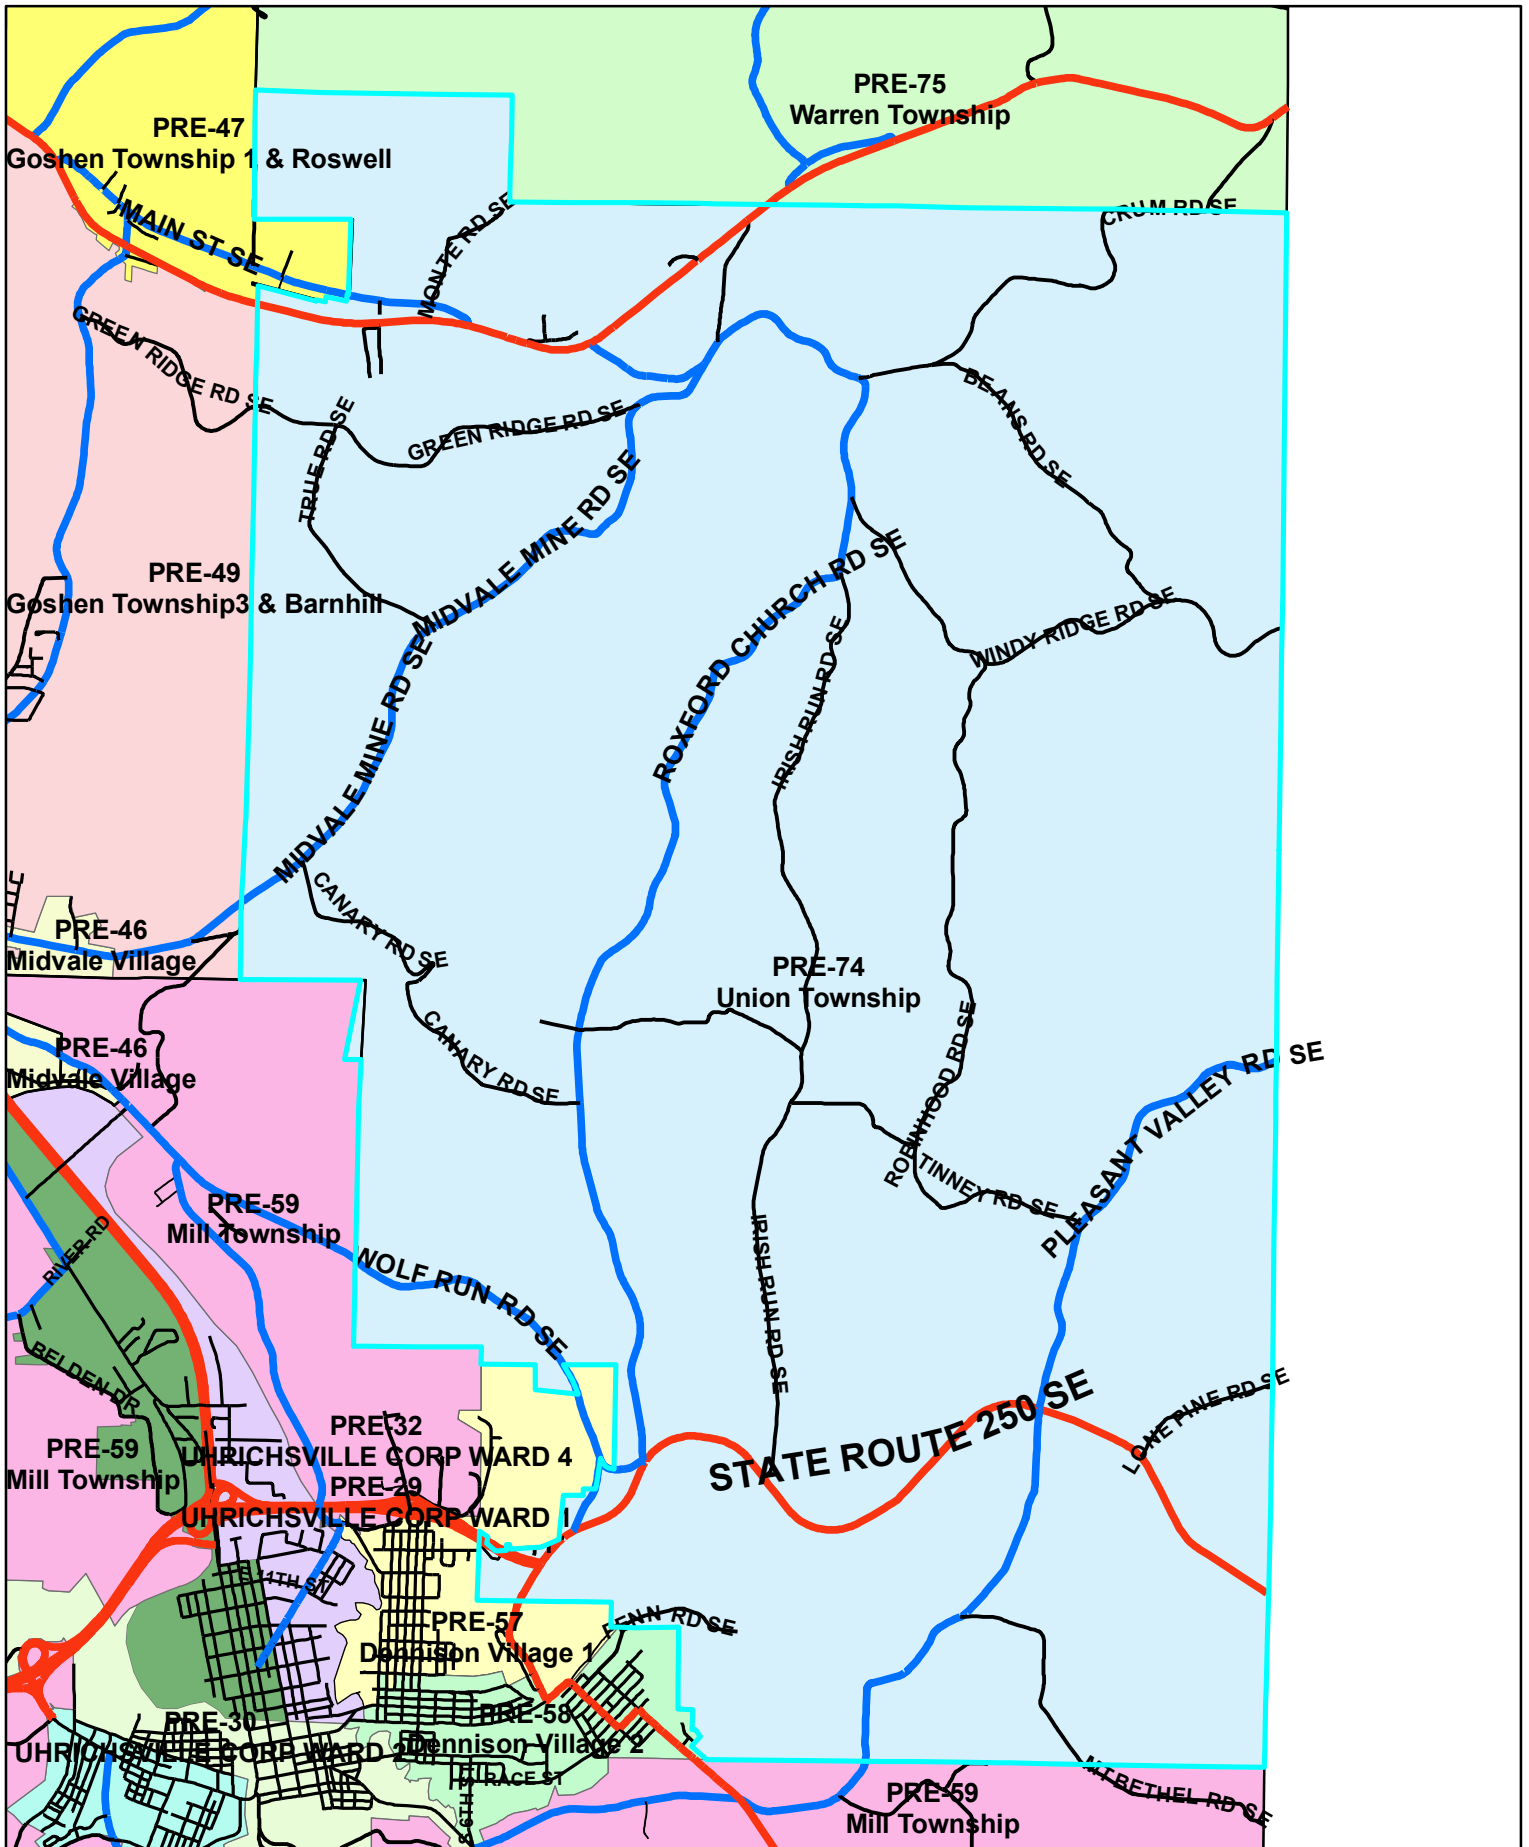 PRE-75
Warren Township
PRE-47
Goshen Township 1 & Roswell
MAIN ST SE
MONTE RD SE
CRUM RD SE
GREEN RIDGE RD SE
TRUE RD SE
GREEN RIDGE RD SE
BEANS RD SE
MIDVALE MINE RD SE
PRE-49
Goshen Township3 & Barnhill
ROXFORD CHURCH RD SE
WINDY RIDGE RD SE
IRISH RUN RD SE
MIDVALE MINE RD SE
CANARY RD SE
PRE-46
Midvale Village
PRE-74
Union Township
CANARY RD SE
PRE-46
Midvale Village
ROBINHOOD RD SE
PLEASANT VALLEY RD SE
TINNEY RD SE
PRE-59
Mill Township
RIVER RD
WOLF RUN RD SE
IRISH RUN RD SE
BELDEN DR
STATE ROUTE 250 SE
LONE PINE RD SE
PRE-32
UHRICHSVILLE CORP WARD 4
PRE-59
Mill Township
PRE-29
UHRICHSVILLE CORP WARD 1
S 11TH ST
PRE-57
Dennison Village 1
PENN RD SE
PRE-58
Dennison Village 2
PRE-30
UHRICHSVILLE CORP WARD 2
RACE ST
S 6TH S
PRE-59
Mill Township
MT BETHEL RD SE